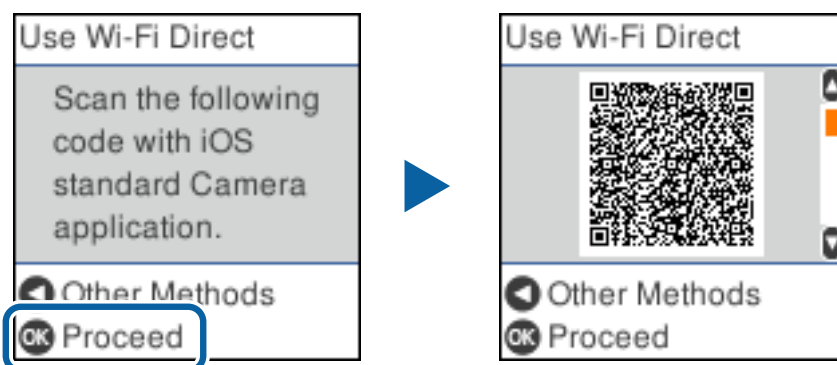 Use Wi-Fi Direct
Scan the following
code with iOS
standard Camera
application.
Other Methods
OK Proceed
Use Wi-Fi Direct
Other Methods
OK Proceed